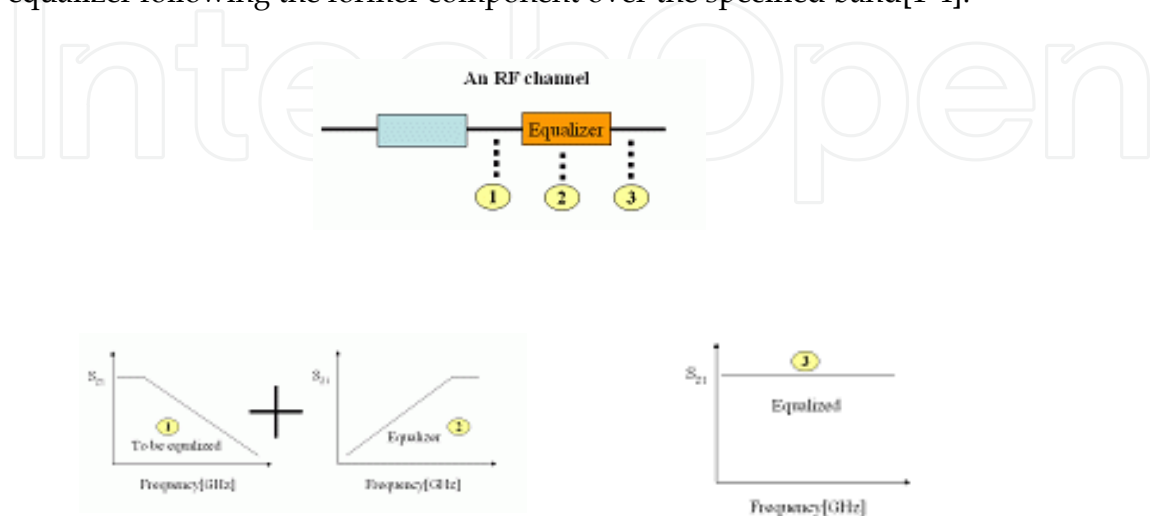 equalizer following the former component over the specified band[1-4].
IntechOpen
An RF channel
Equalizer
1 2 3
S21 1 To be equalized Frequency[GHz]
+
S21 Equalizer 2 Frequency[GHz]
S21 3 Equalized Frequency[GHz]